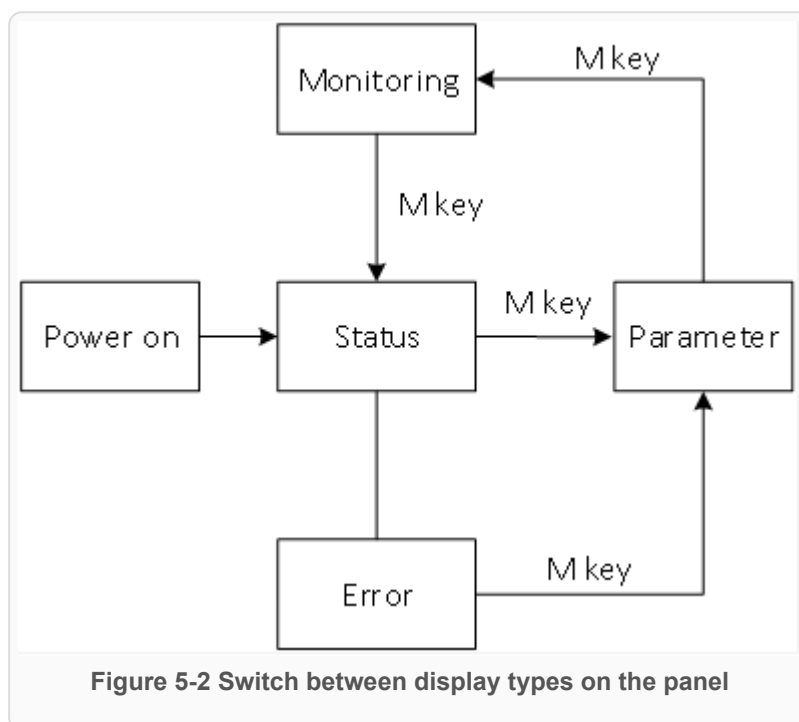 Monitoring
M key
M key
Power on
Status
M key
Parameter
Error
M key
Figure 5-2 Switch between display types on the panel